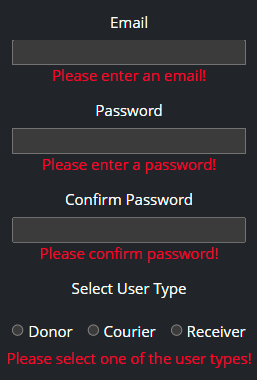 Email
Please enter an email!
Password
Please enter a password!
Confirm Password
Please confirm password!
Select User Type
Donor Courier Receiver
Please select one of the user types!